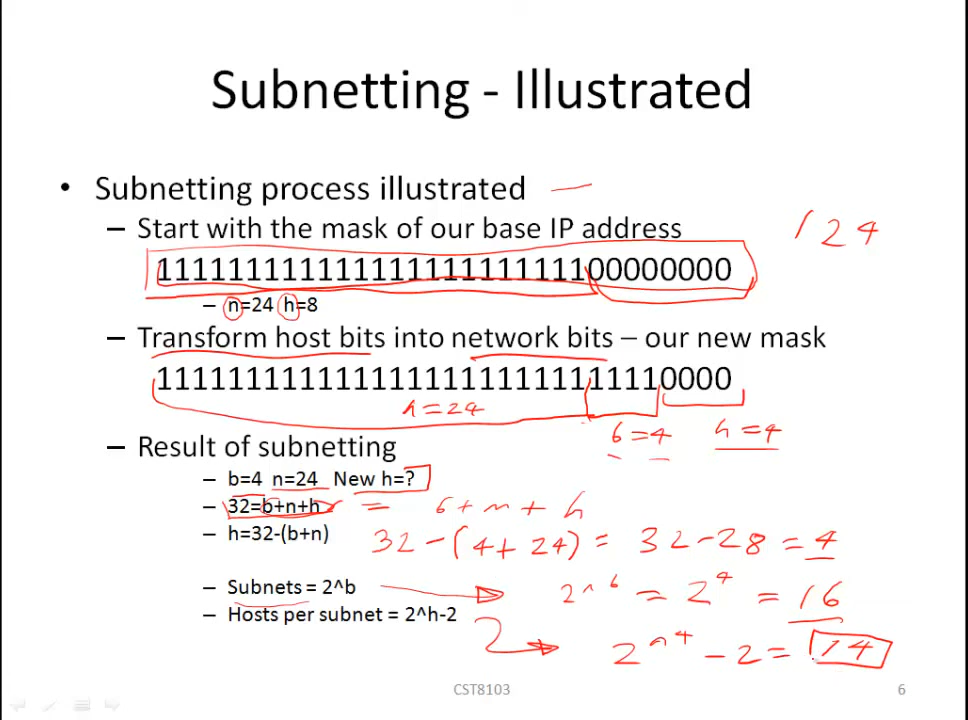 Subnetting - Illustrated
• Subnetting process illustrated
– Start with the mask of our base IP address /24
11111111111111111111111100000000
– n=24 h=8
– Transform host bits into network bits – our new mask
11111111111111111111111111110000
n=24
b=4 h=4
– Result of subnetting
– b=4 n=24 New h=?
– 32=b+n+h = b+n+h
– h=32-(b+n) 32-(4+24) = 32-28 = 4
– Subnets = 2^b 2^b = 2^4 = 16
– Hosts per subnet = 2^h-2
2^4 - 2 = 14
CST8103 6